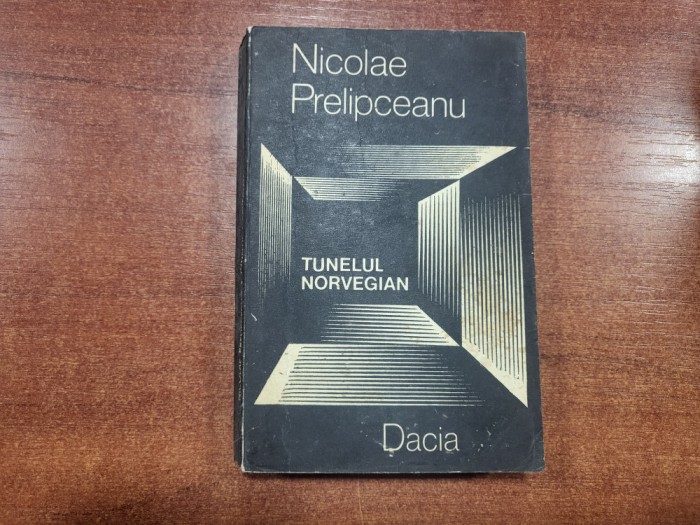 Nicolae
Prelipceanu
TUNELUL
NORVEGIAN
Dacia